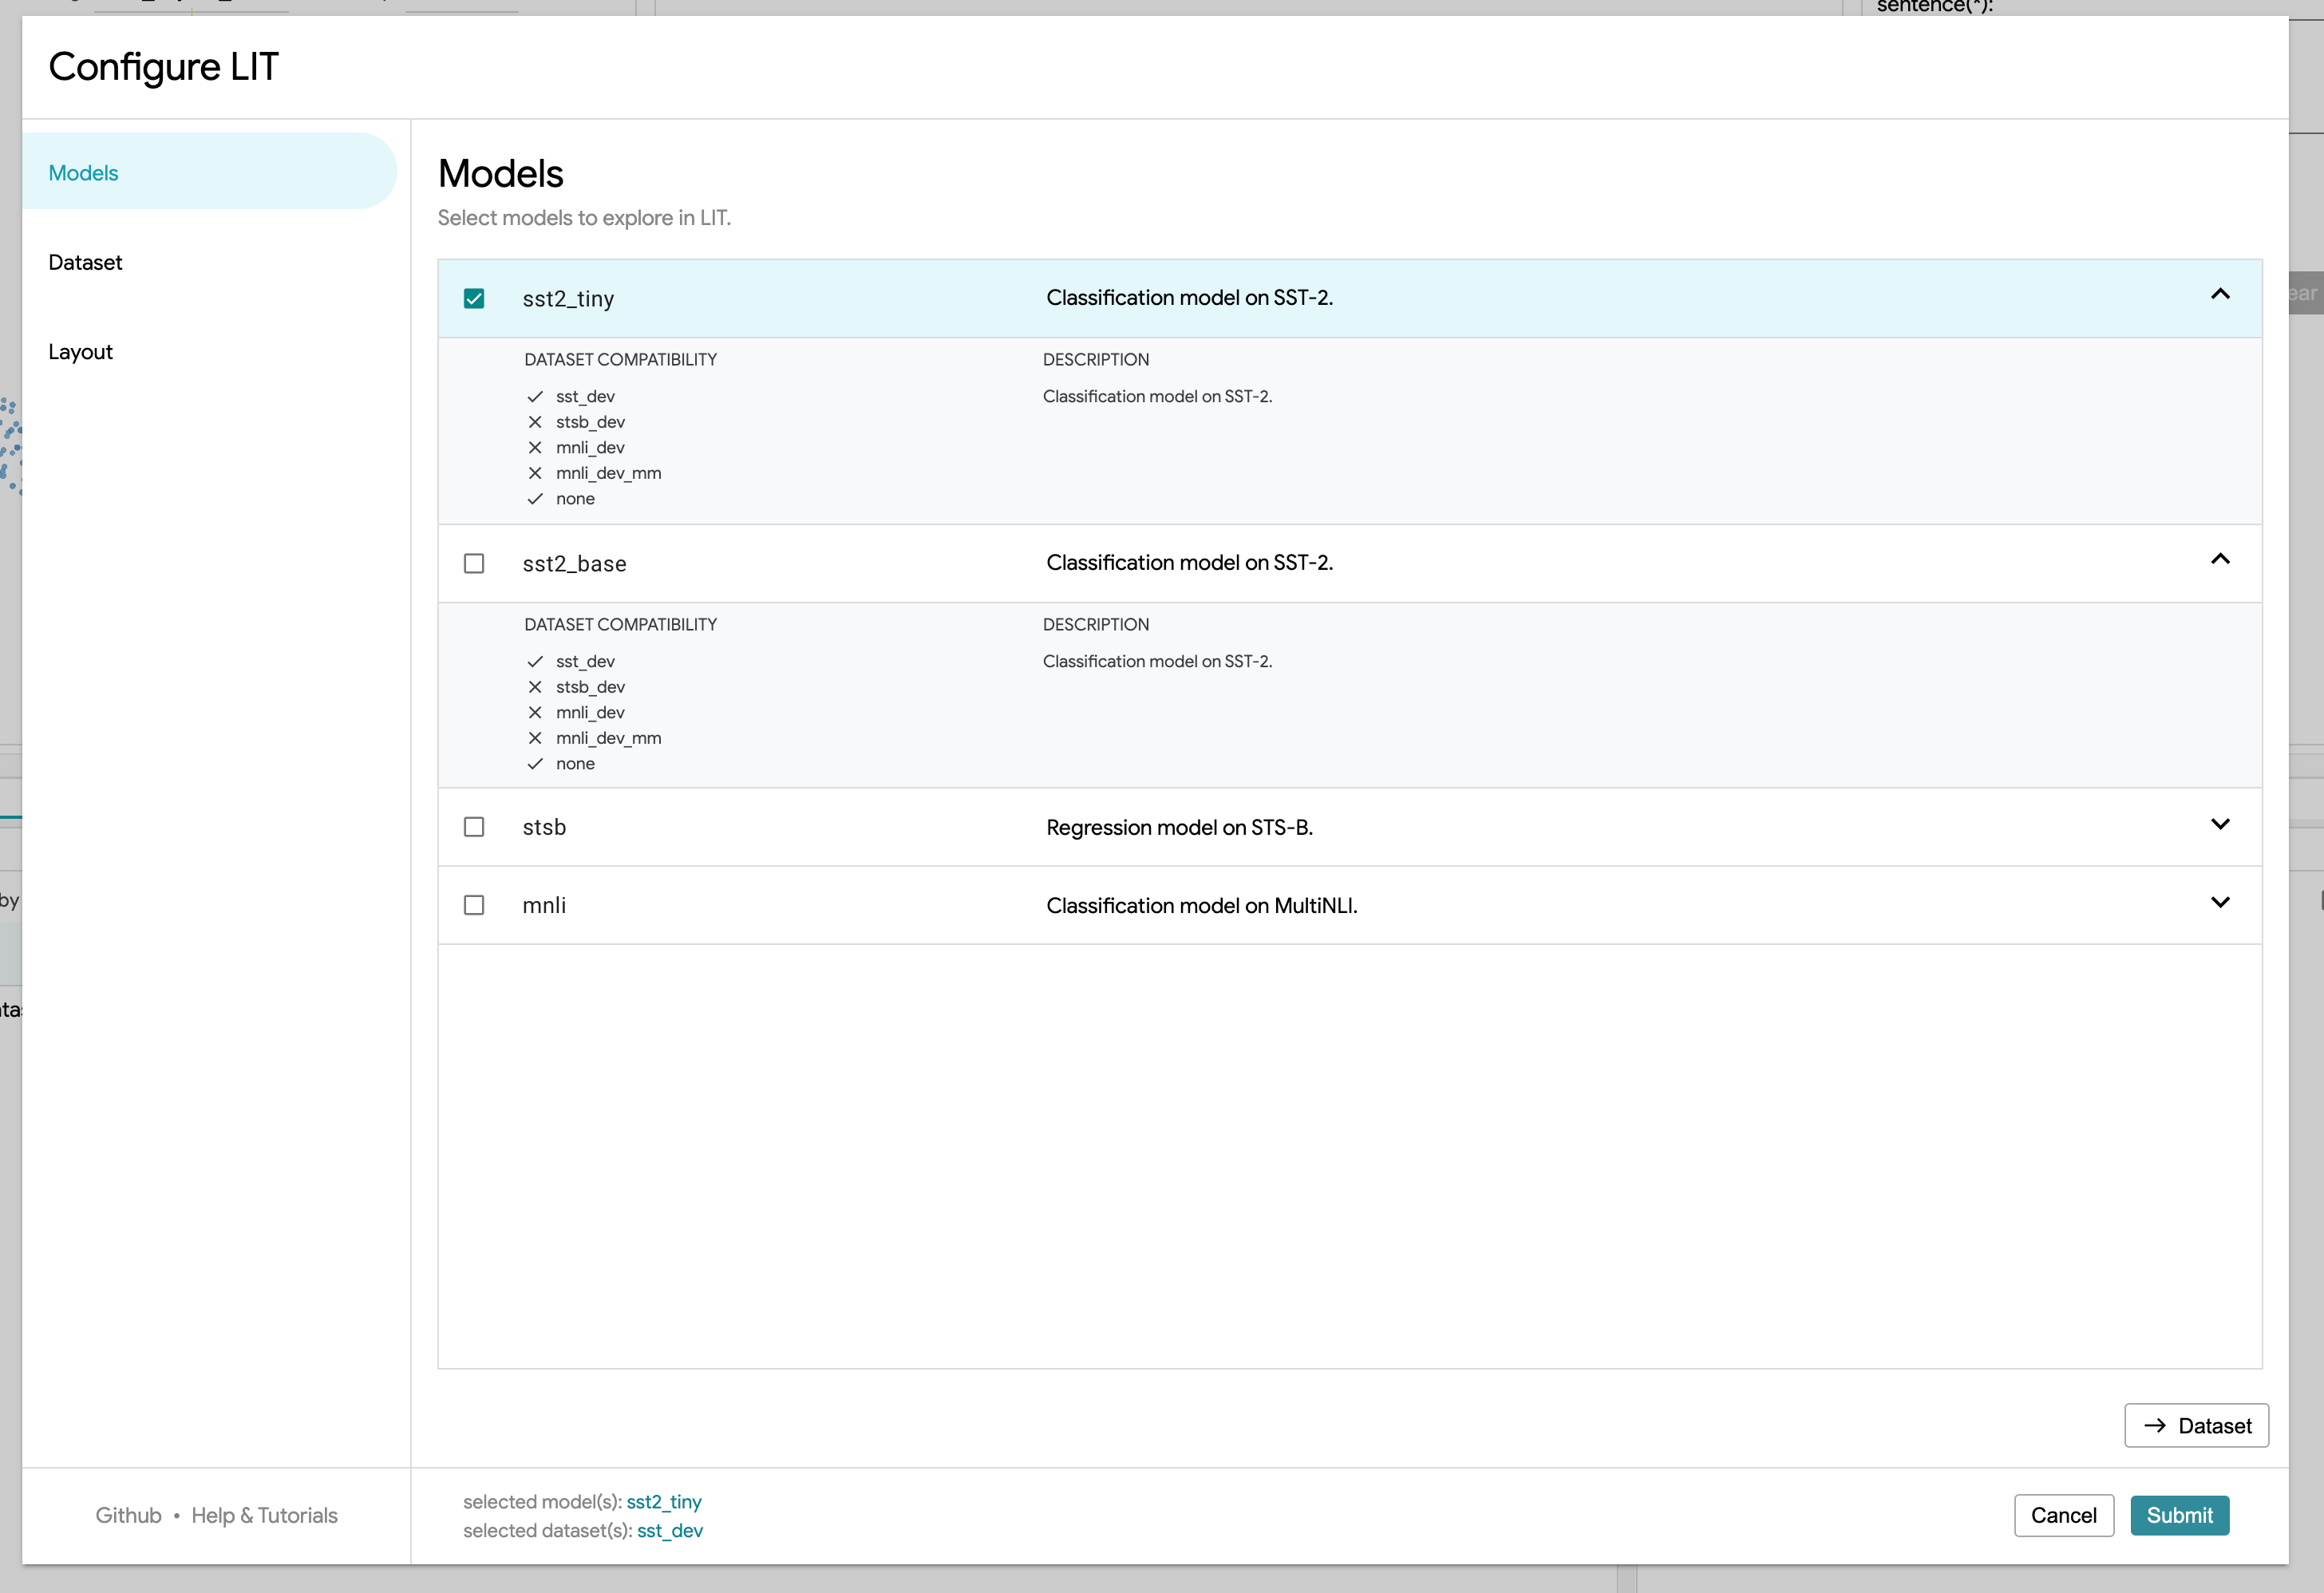 sentence(*):
Configure LIT
Models
Dataset
Layout
Models
Select models to explore in LIT.
sst2_tiny Classification model on SST-2.
DATASET COMPATIBILITY DESCRIPTION
sst_dev Classification model on SST-2.
stsb_dev
mnli_dev
mnli_dev_mm
none
sst2_base Classification model on SST-2.
DATASET COMPATIBILITY DESCRIPTION
sst_dev Classification model on SST-2.
stsb_dev
mnli_dev
mnli_dev_mm
none
stsb Regression model on STS-B.
mnli Classification model on MultiNLI.
by
→ Dataset
Github • Help & Tutorials
selected model(s): sst2_tiny
selected dataset(s): sst_dev
Cancel Submit